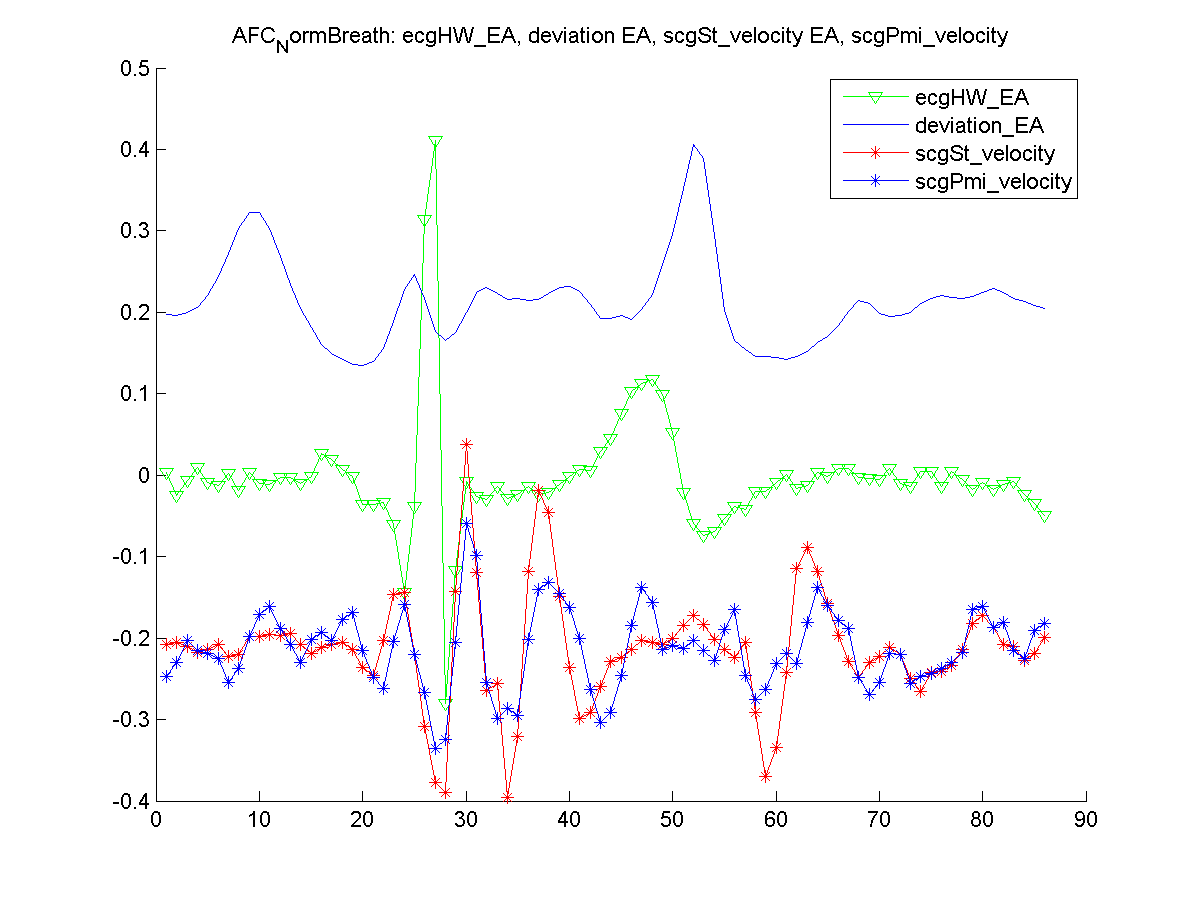 AFC_NormBreath: ecgHW_EA, deviation EA, scgSt_velocity EA, scgPmi_velocity
0.5
ecgHW_EA
deviation_EA
scgSt_velocity
scgPmi_velocity
0.4
0.3
0.2
0.1
0
-0.1
-0.2
-0.3
-0.4
0 10 20 30 40 50 60 70 80 90